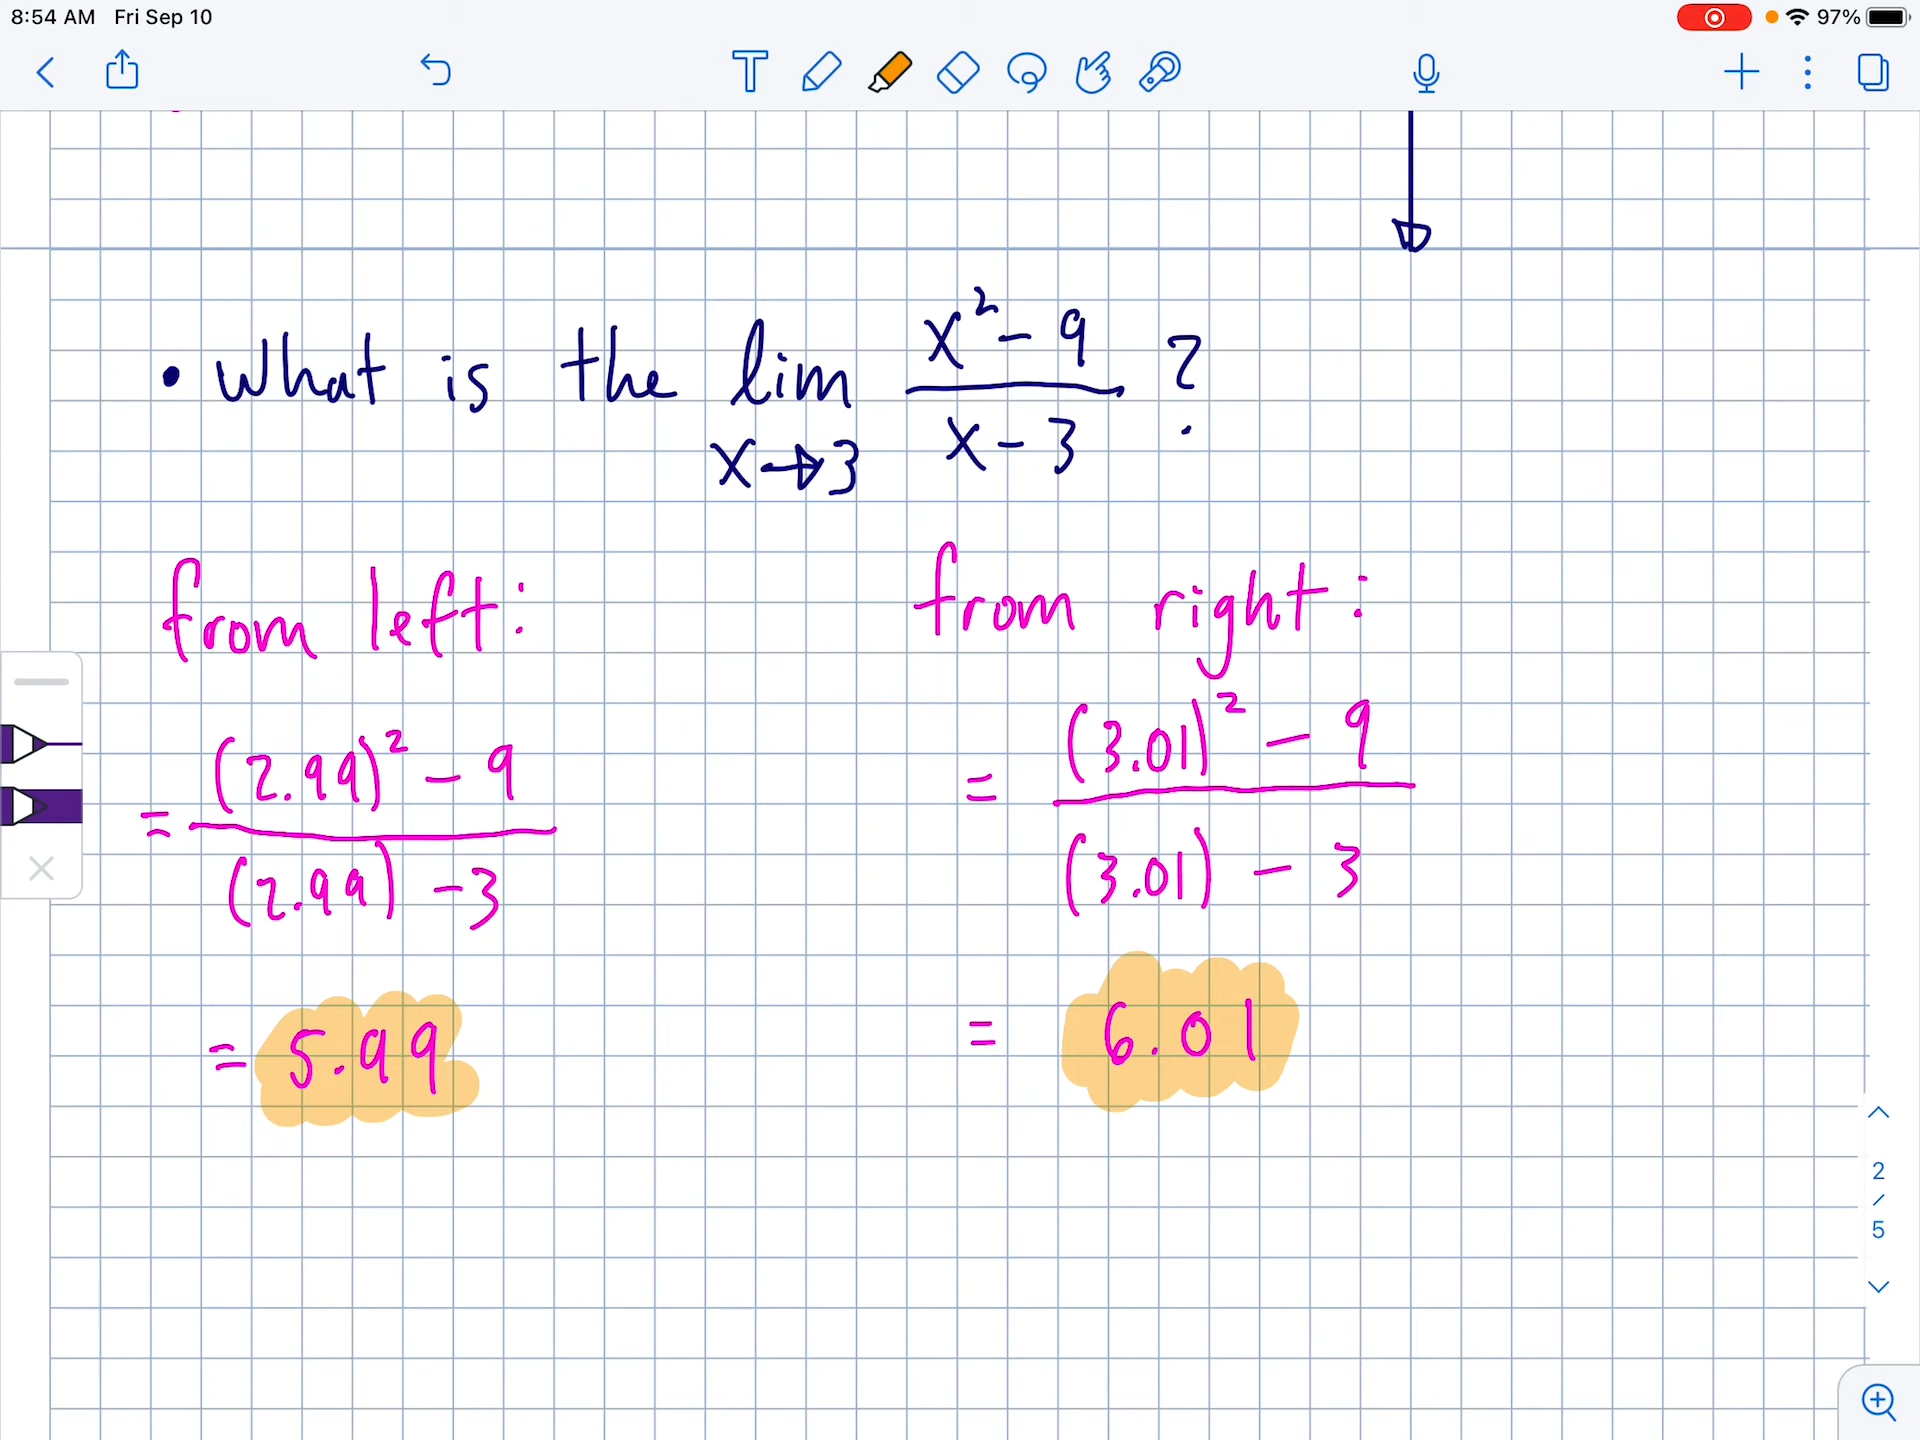 8:54 AM Fri Sep 10 97%
T
• What is the lim x→3 (x² - 9)/(x - 3) ?
from left: from right:
= ((2.99)² - 9)/((2.99) - 3) = ((3.01)² - 9)/((3.01) - 3)
= 5.99 = 6.01
2
/
5